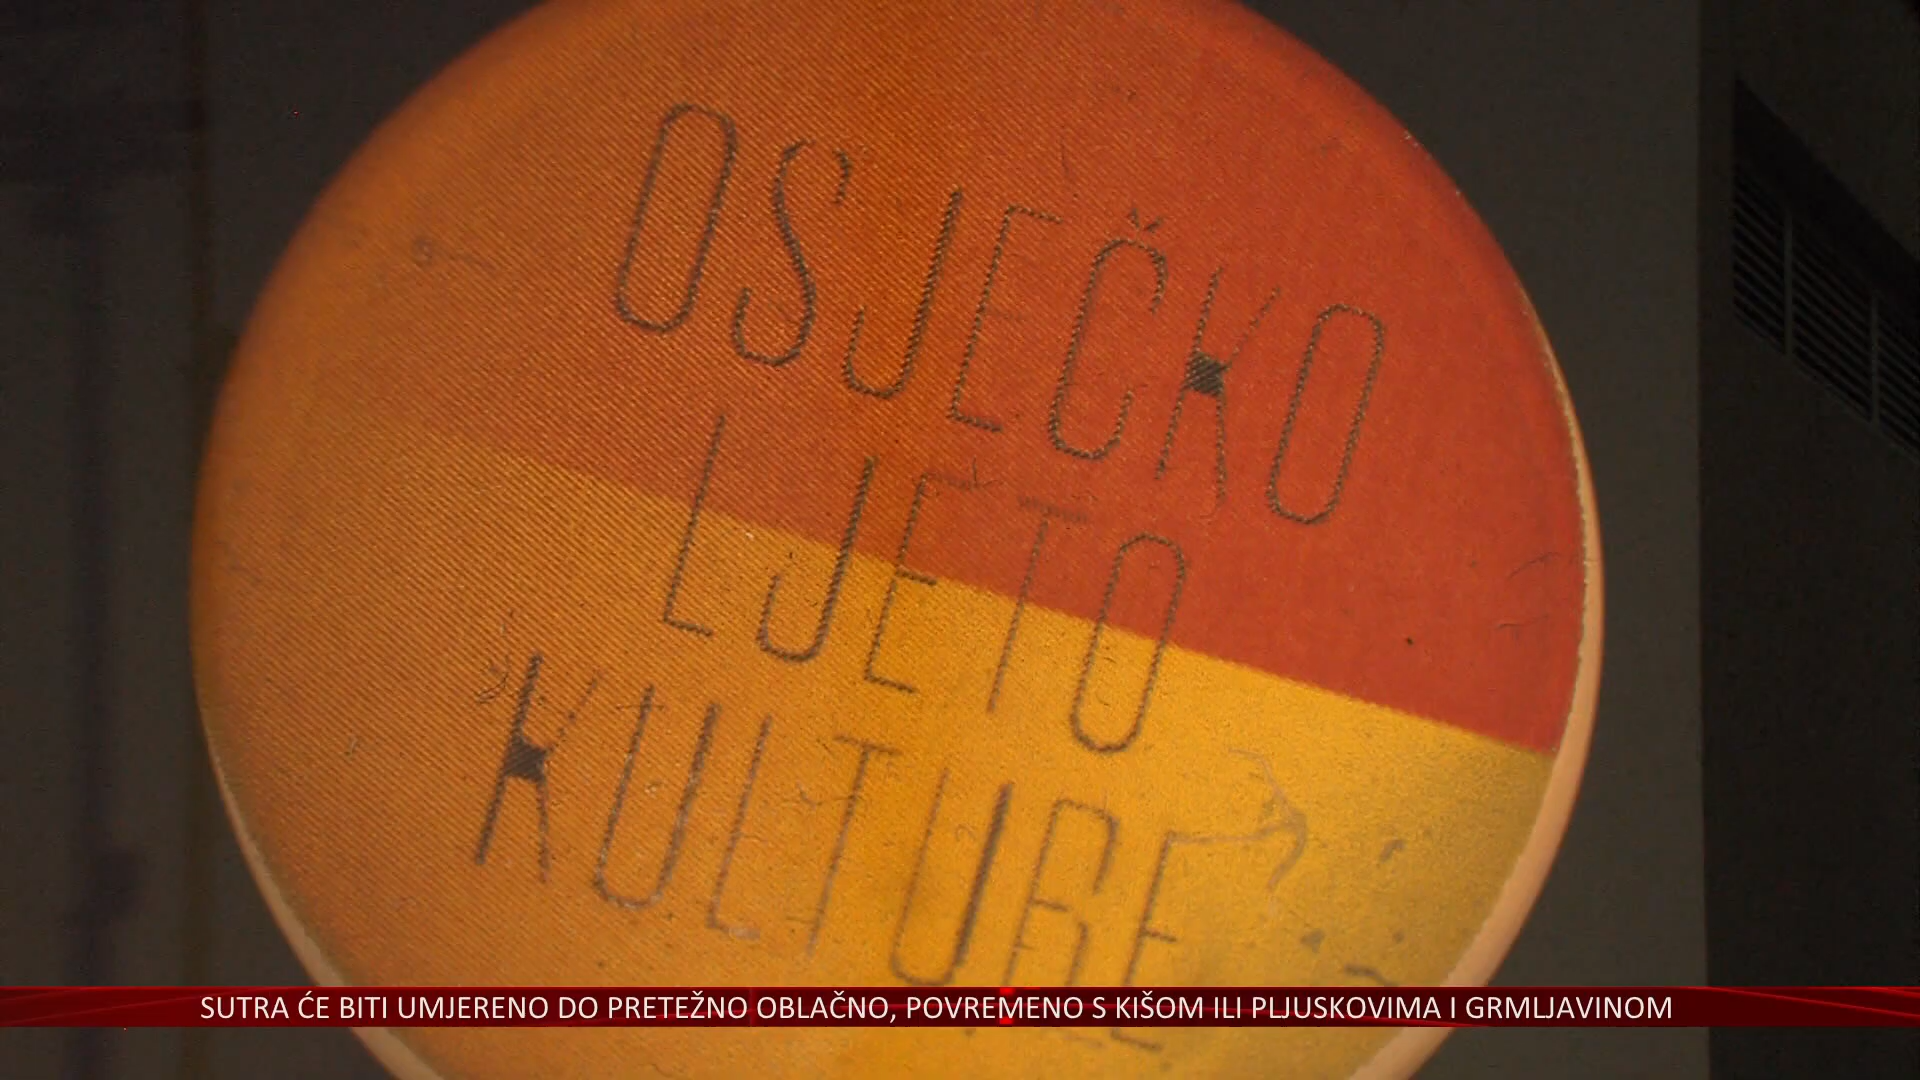 OSJEČKO
LJETO
KULTURE
SUTRA ĆE BITI UMJERENO DO PRETEŽNO OBLAČNO, POVREMENO S KIŠOM ILI PLJUSKOVIMA I GRMLJAVINOM